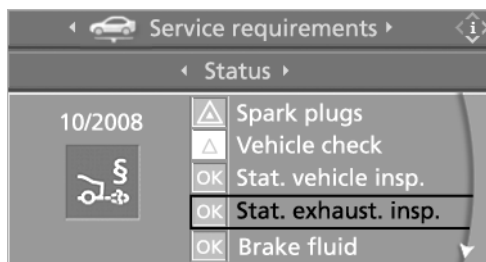 Service requirements
i
Status
10/2008
§
Spark plugs
Vehicle check
OK Stat. vehicle insp.
OK Stat. exhaust. insp.
OK Brake fluid